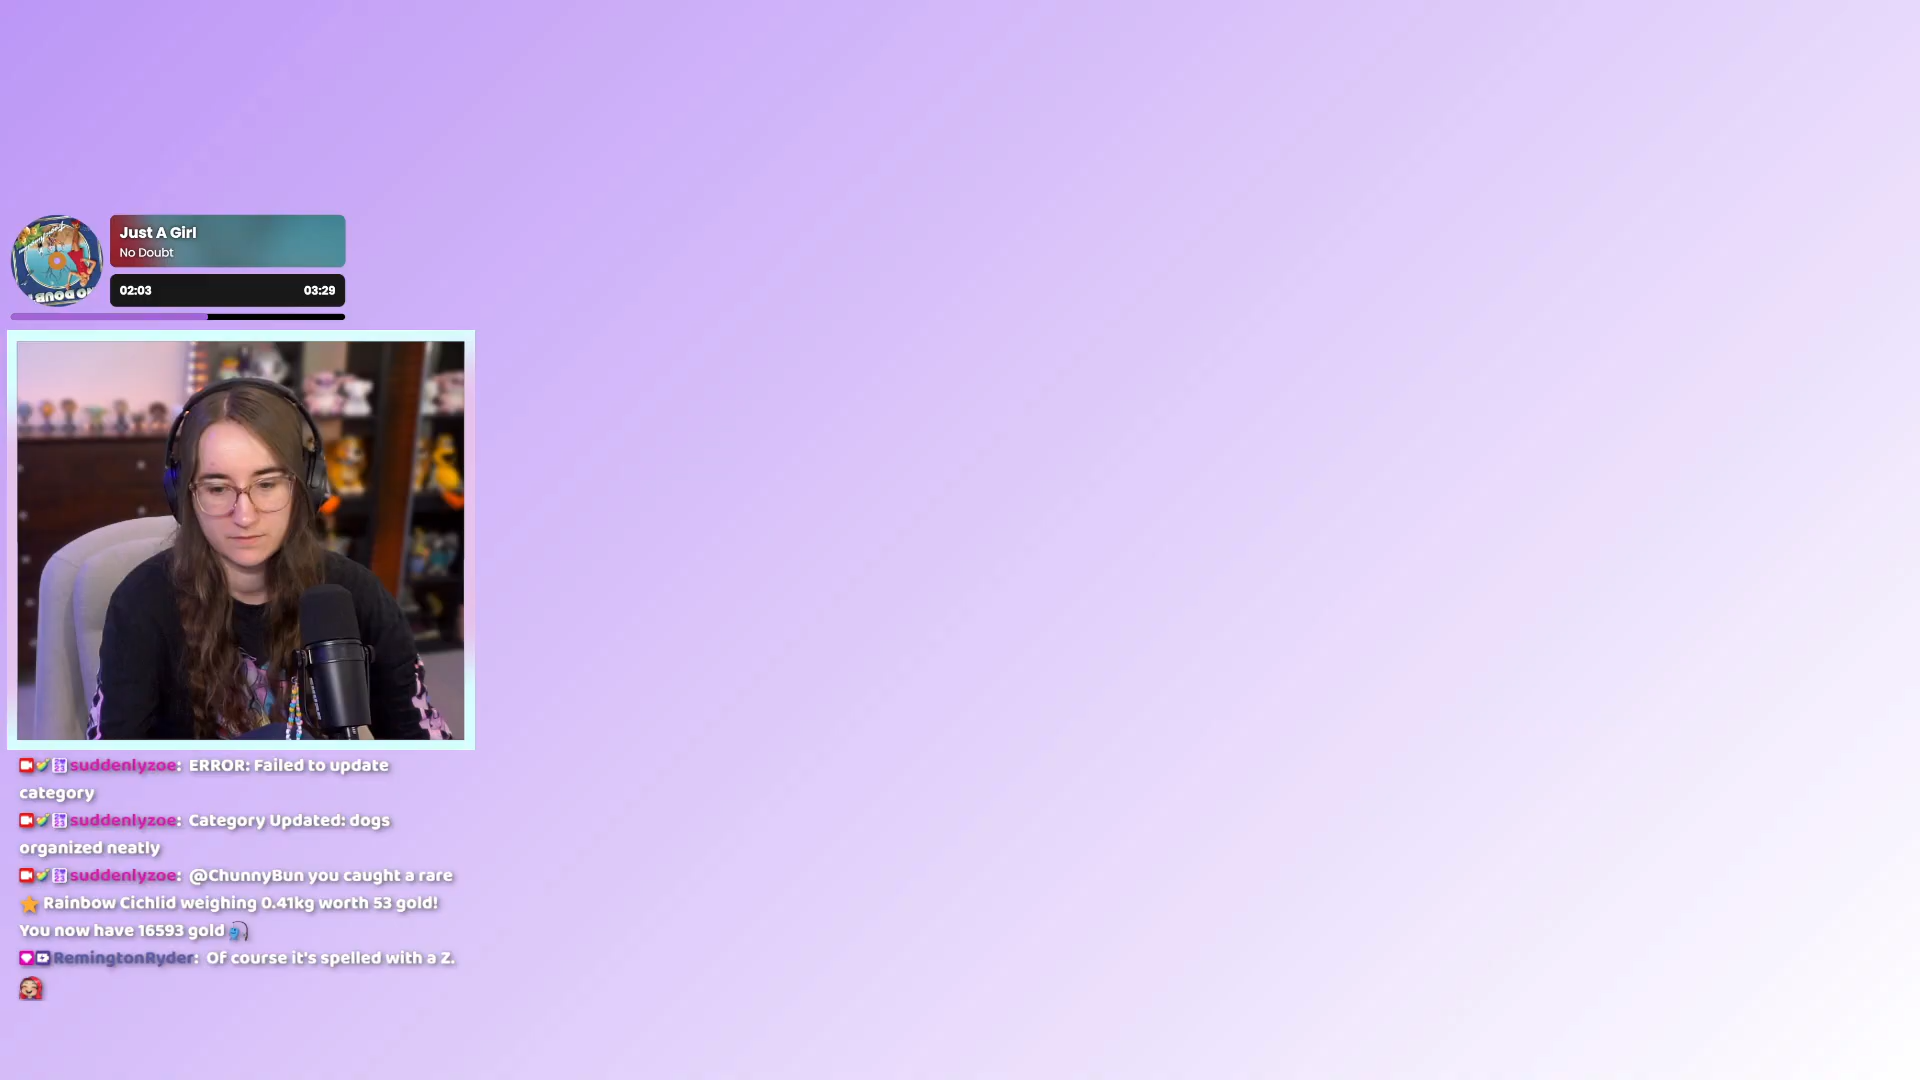 Just A Girl
No Doubt
02:03 03:29
NO DOUBT
suddenlyzoe: ERROR: Failed to update
category
suddenlyzoe: Category Updated: dogs
organized neatly
suddenlyzoe: @ChunnyBun you caught a rare
Rainbow Cichlid weighing 0.41kg worth 53 gold!
You now have 16593 gold
RemingtonRyder: Of course it's spelled with a Z.